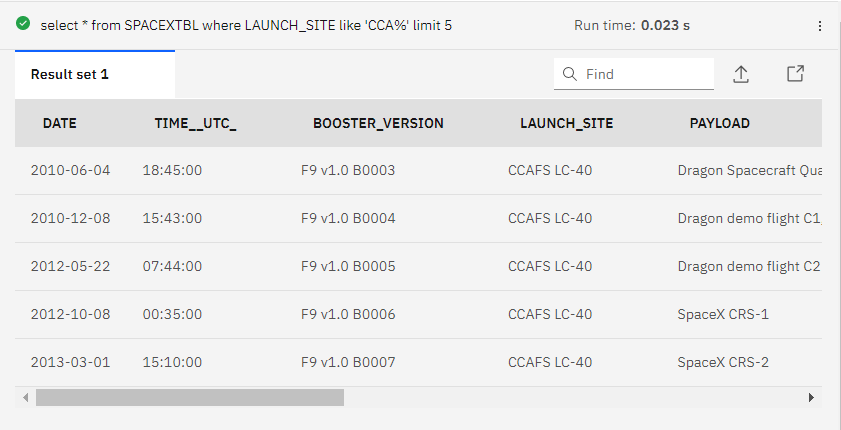 select * from SPACEXTBL where LAUNCH_SITE like 'CCA%' limit 5 Run time: 0.023 s
Result set 1 Find
DATE TIME__UTC_ BOOSTER_VERSION LAUNCH_SITE PAYLOAD
2010-06-04 18:45:00 F9 v1.0 B0003 CCAFS LC-40 Dragon Spacecraft Qua
2010-12-08 15:43:00 F9 v1.0 B0004 CCAFS LC-40 Dragon demo flight C1,
2012-05-22 07:44:00 F9 v1.0 B0005 CCAFS LC-40 Dragon demo flight C2
2012-10-08 00:35:00 F9 v1.0 B0006 CCAFS LC-40 SpaceX CRS-1
2013-03-01 15:10:00 F9 v1.0 B0007 CCAFS LC-40 SpaceX CRS-2